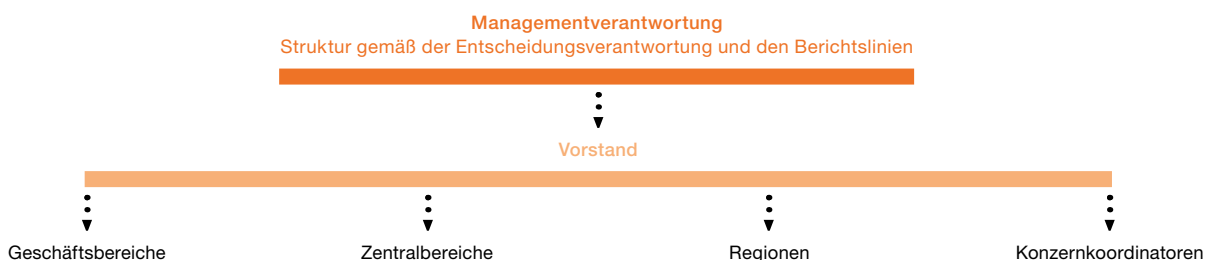 Managementverantwortung
Struktur gemäß der Entscheidungsverantwortung und den Berichtslinien
Vorstand
Geschäftsbereiche Zentralbereiche Regionen Konzernkoordinatoren